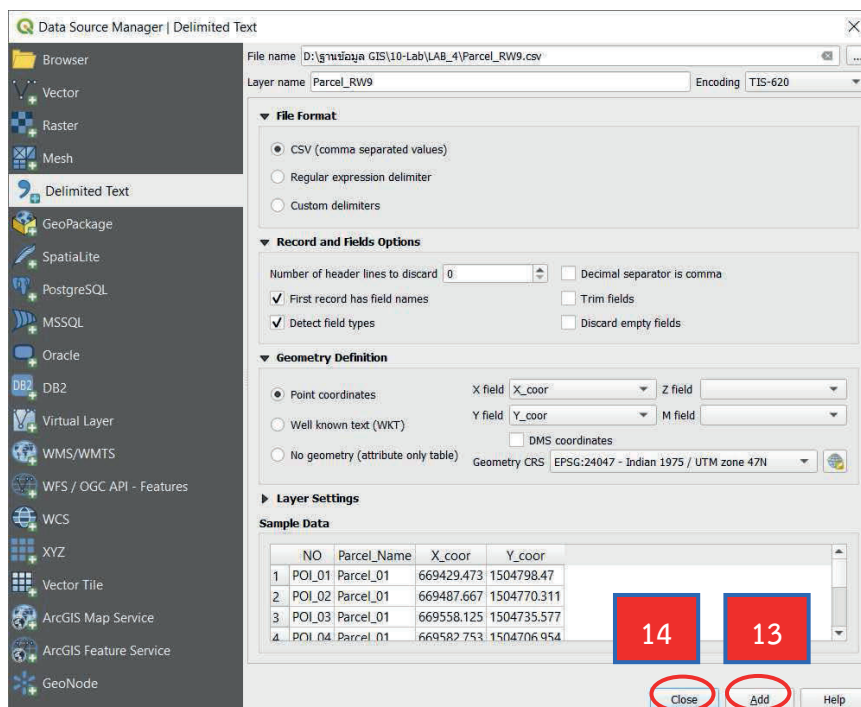 Data Source Manager | Delimited Text
Browser
Vector
Raster
Mesh
Delimited Text
GeoPackage
SpatiaLite
PostgreSQL
MSSQL
Oracle
DB2 DB2
Virtual Layer
WMS/WMTS
WFS / OGC API - Features
WCS
XYZ
Vector Tile
ArcGIS Map Service
ArcGIS Feature Service
GeoNode
File name D:\ฐานข้อมูล GIS\10-Lab\LAB_4\Parcel_RW9.csv ...
Layer name Parcel_RW9 Encoding TIS-620
File Format
CSV (comma separated values)
Regular expression delimiter
Custom delimiters
Record and Fields Options
Number of header lines to discard 0 Decimal separator is comma
First record has field names Trim fields
Detect field types Discard empty fields
Geometry Definition
Point coordinates X field X_coor Z field
Well known text (WKT) Y field Y_coor M field
DMS coordinates
No geometry (attribute only table) Geometry CRS EPSG:24047 - Indian 1975 / UTM zone 47N
Layer Settings
Sample Data
NO Parcel_Name X_coor Y_coor
1 POI_01 Parcel_01 669429.473 1504798.47
2 POI_02 Parcel_01 669487.667 1504770.311
3 POI_03 Parcel_01 669558.125 1504735.577
4 POI_04 Parcel_01 669582.753 1504706.954
14 13
Close Add Help